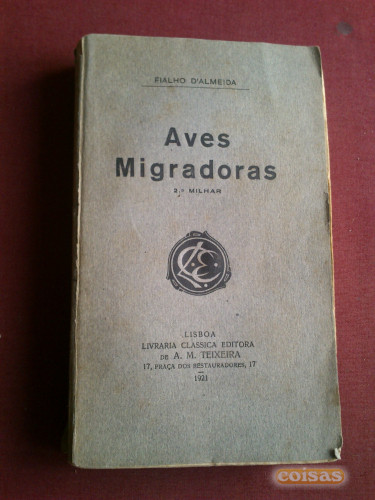 FIALHO D'ALMEIDA
Aves
Migradoras
2.º MILHAR
LCE
LISBOA
LIVRARIA CLASSICA EDITORA
DE A. M. TEIXEIRA
17, PRAÇA DOS RESTAURADORES, 17
1921
coisas